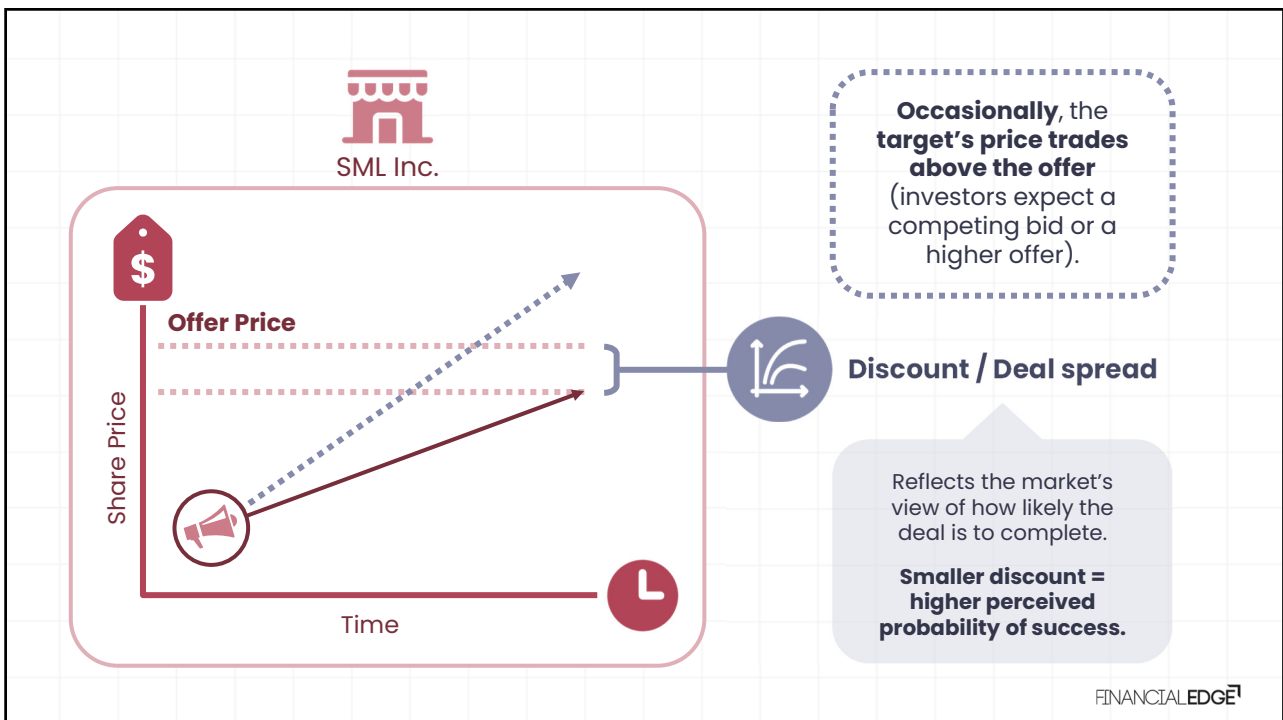 SML Inc.
$
Offer Price
Share Price
Time
Occasionally, the
target’s price trades
above the offer
(investors expect a
competing bid or a
higher offer).
Discount / Deal spread
Reflects the market’s
view of how likely the
deal is to complete.
Smaller discount =
higher perceived
probability of success.
FINANCIALEDGE